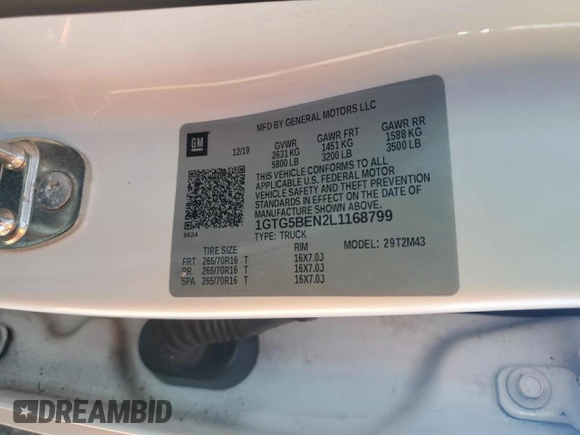 MFD BY GENERAL MOTORS LLC
GM
12/19
GVWR GAWR FRT GAWR RR
2631 KG 1451 KG 1588 KG
5800 LB 3200 LB 3500 LB
THIS VEHICLE CONFORMS TO ALL
APPLICABLE U.S. FEDERAL MOTOR
VEHICLE SAFETY AND THEFT PREVENTION
STANDARDS IN EFFECT ON THE DATE OF
MANUFACTURE SHOWN ABOVE.
1GTG5BEN2L1168799
8424
TYPE: TRUCK MODEL: 29T2M43
TIRE SIZE RIM
FRT 265/70R16 T 16X7.0J
RR 265/70R16 T 16X7.0J
SPA 265/70R16 T 16X7.0J
DREAMBID